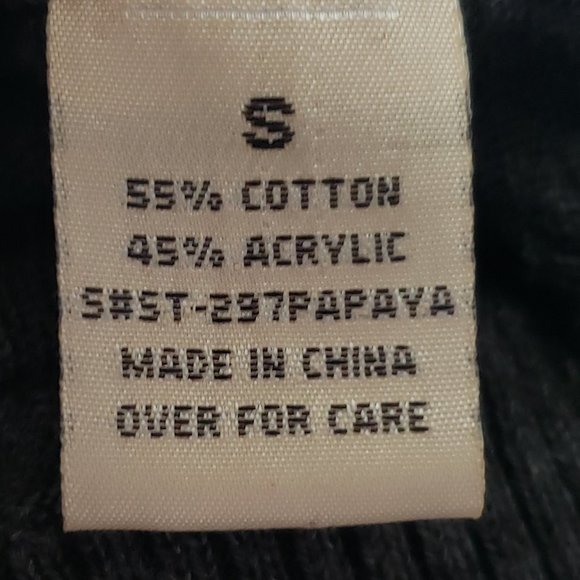 S
55% COTTON
45% ACRYLIC
S#ST-297PAPAYA
MADE IN CHINA
OVER FOR CARE